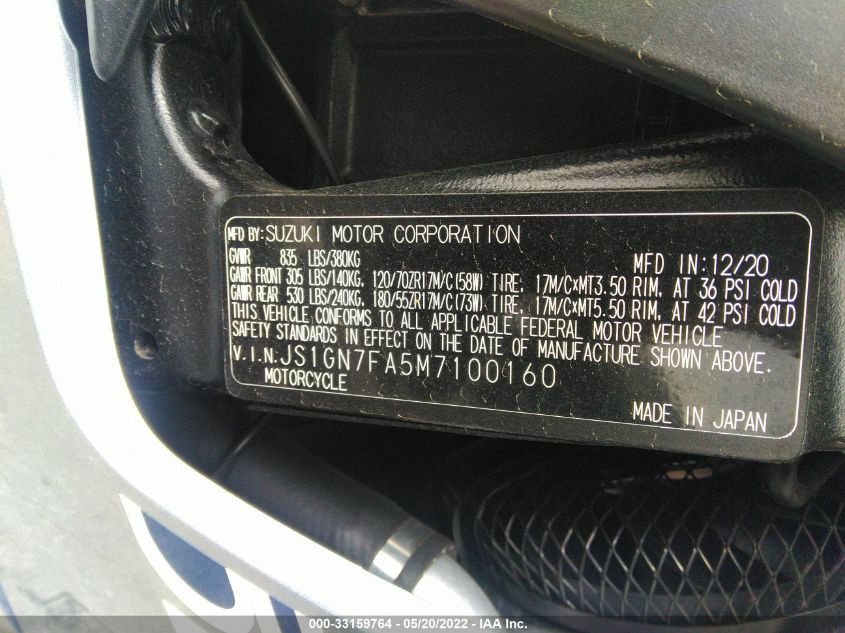 MFD BY: SUZUKI MOTOR CORPORATION
GVWR 835 LBS/380KG MFD IN: 12/20
GAWR FRONT 305 LBS/140KG, 120/70ZR17M/C(58W) TIRE, 17M/C×MT3.50 RIM, AT 36 PSI COLD
GAWR REAR 530 LBS/240KG, 180/55ZR17M/C(73W) TIRE, 17M/C×MT5.50 RIM, AT 42 PSI COLD
THIS VEHICLE CONFORMS TO ALL APPLICABLE FEDERAL MOTOR VEHICLE
SAFETY STANDARDS IN EFFECT ON THE DATE OF MANUFACTURE SHOWN ABOVE.
V.I.N. JS1GN7FA5M7100160
MOTORCYCLE
MADE IN JAPAN
000-33159764 - 05/20/2022 - IAA Inc.